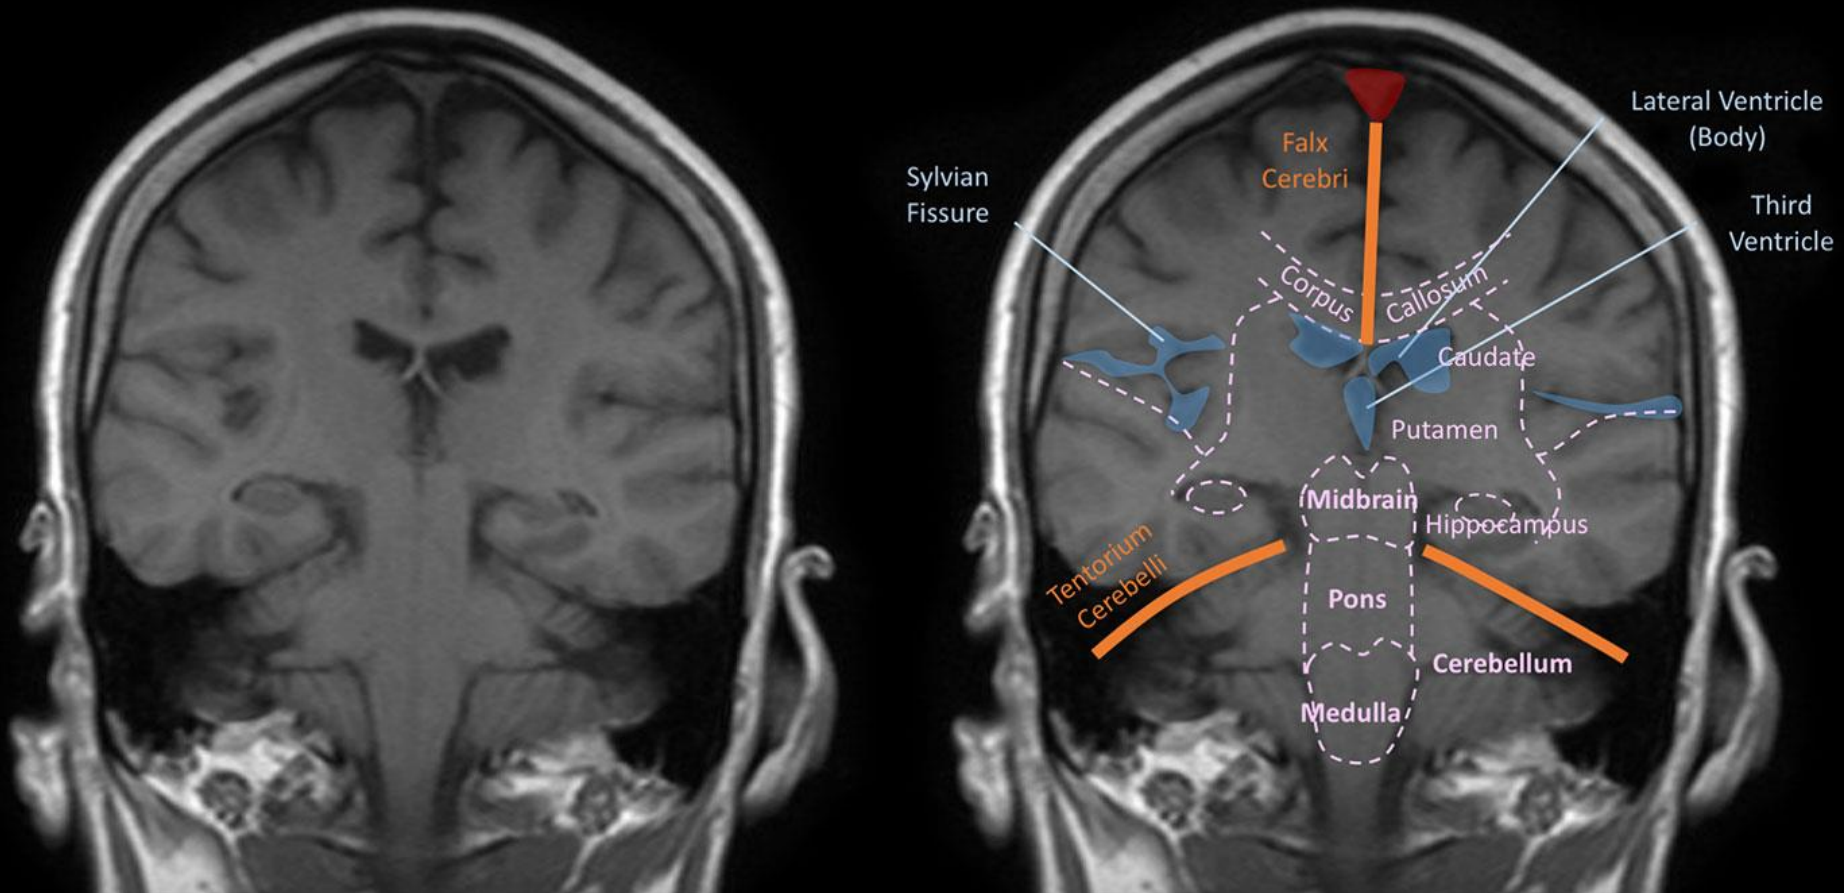 Lateral Ventricle
(Body)
Falx
Cerebri
Sylvian
Fissure
Third
Ventricle
Corpus
Callosum
Caudate
Putamen
Midbrain
Hippocampus
Tentorium
Cerebelli
Pons
Cerebellum
Medulla